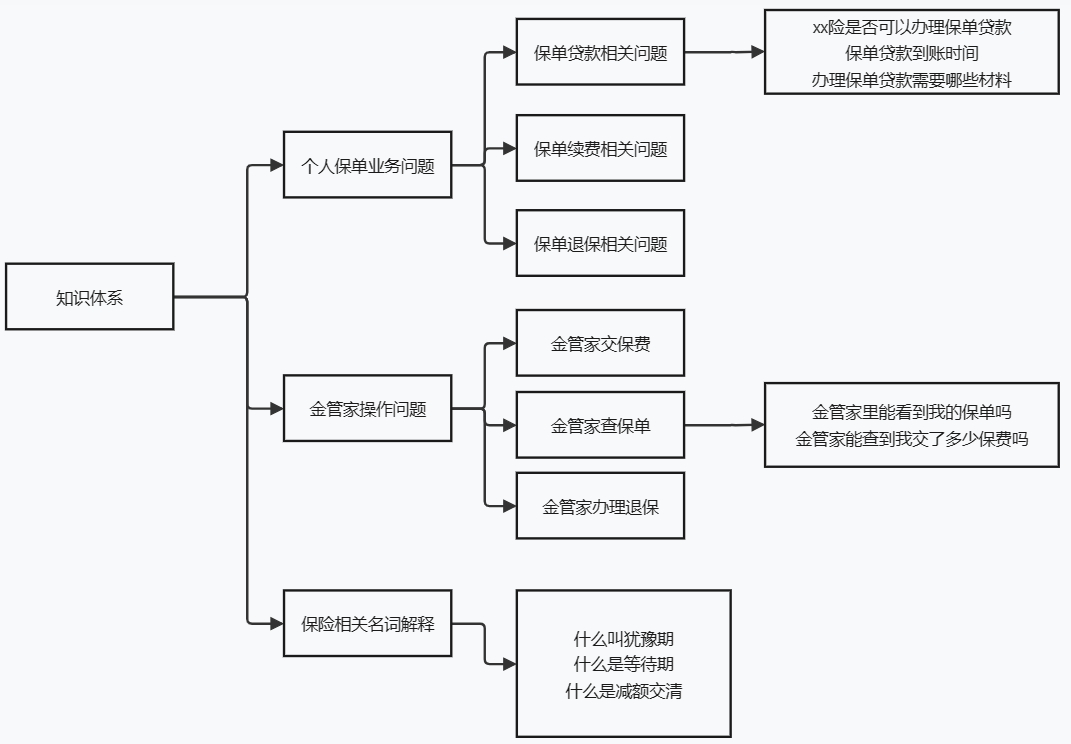 知识体系
个人保单业务问题
保单贷款相关问题
xx险是否可以办理保单贷款
保单贷款到账时间
办理保单贷款需要哪些材料
保单续费相关问题
保单退保相关问题
金管家操作问题
金管家交保费
金管家查保单
金管家里能看到我的保单吗
金管家能查到我交了多少保费吗
金管家办理退保
保险相关名词解释
什么叫犹豫期
什么是等待期
什么是减额交清